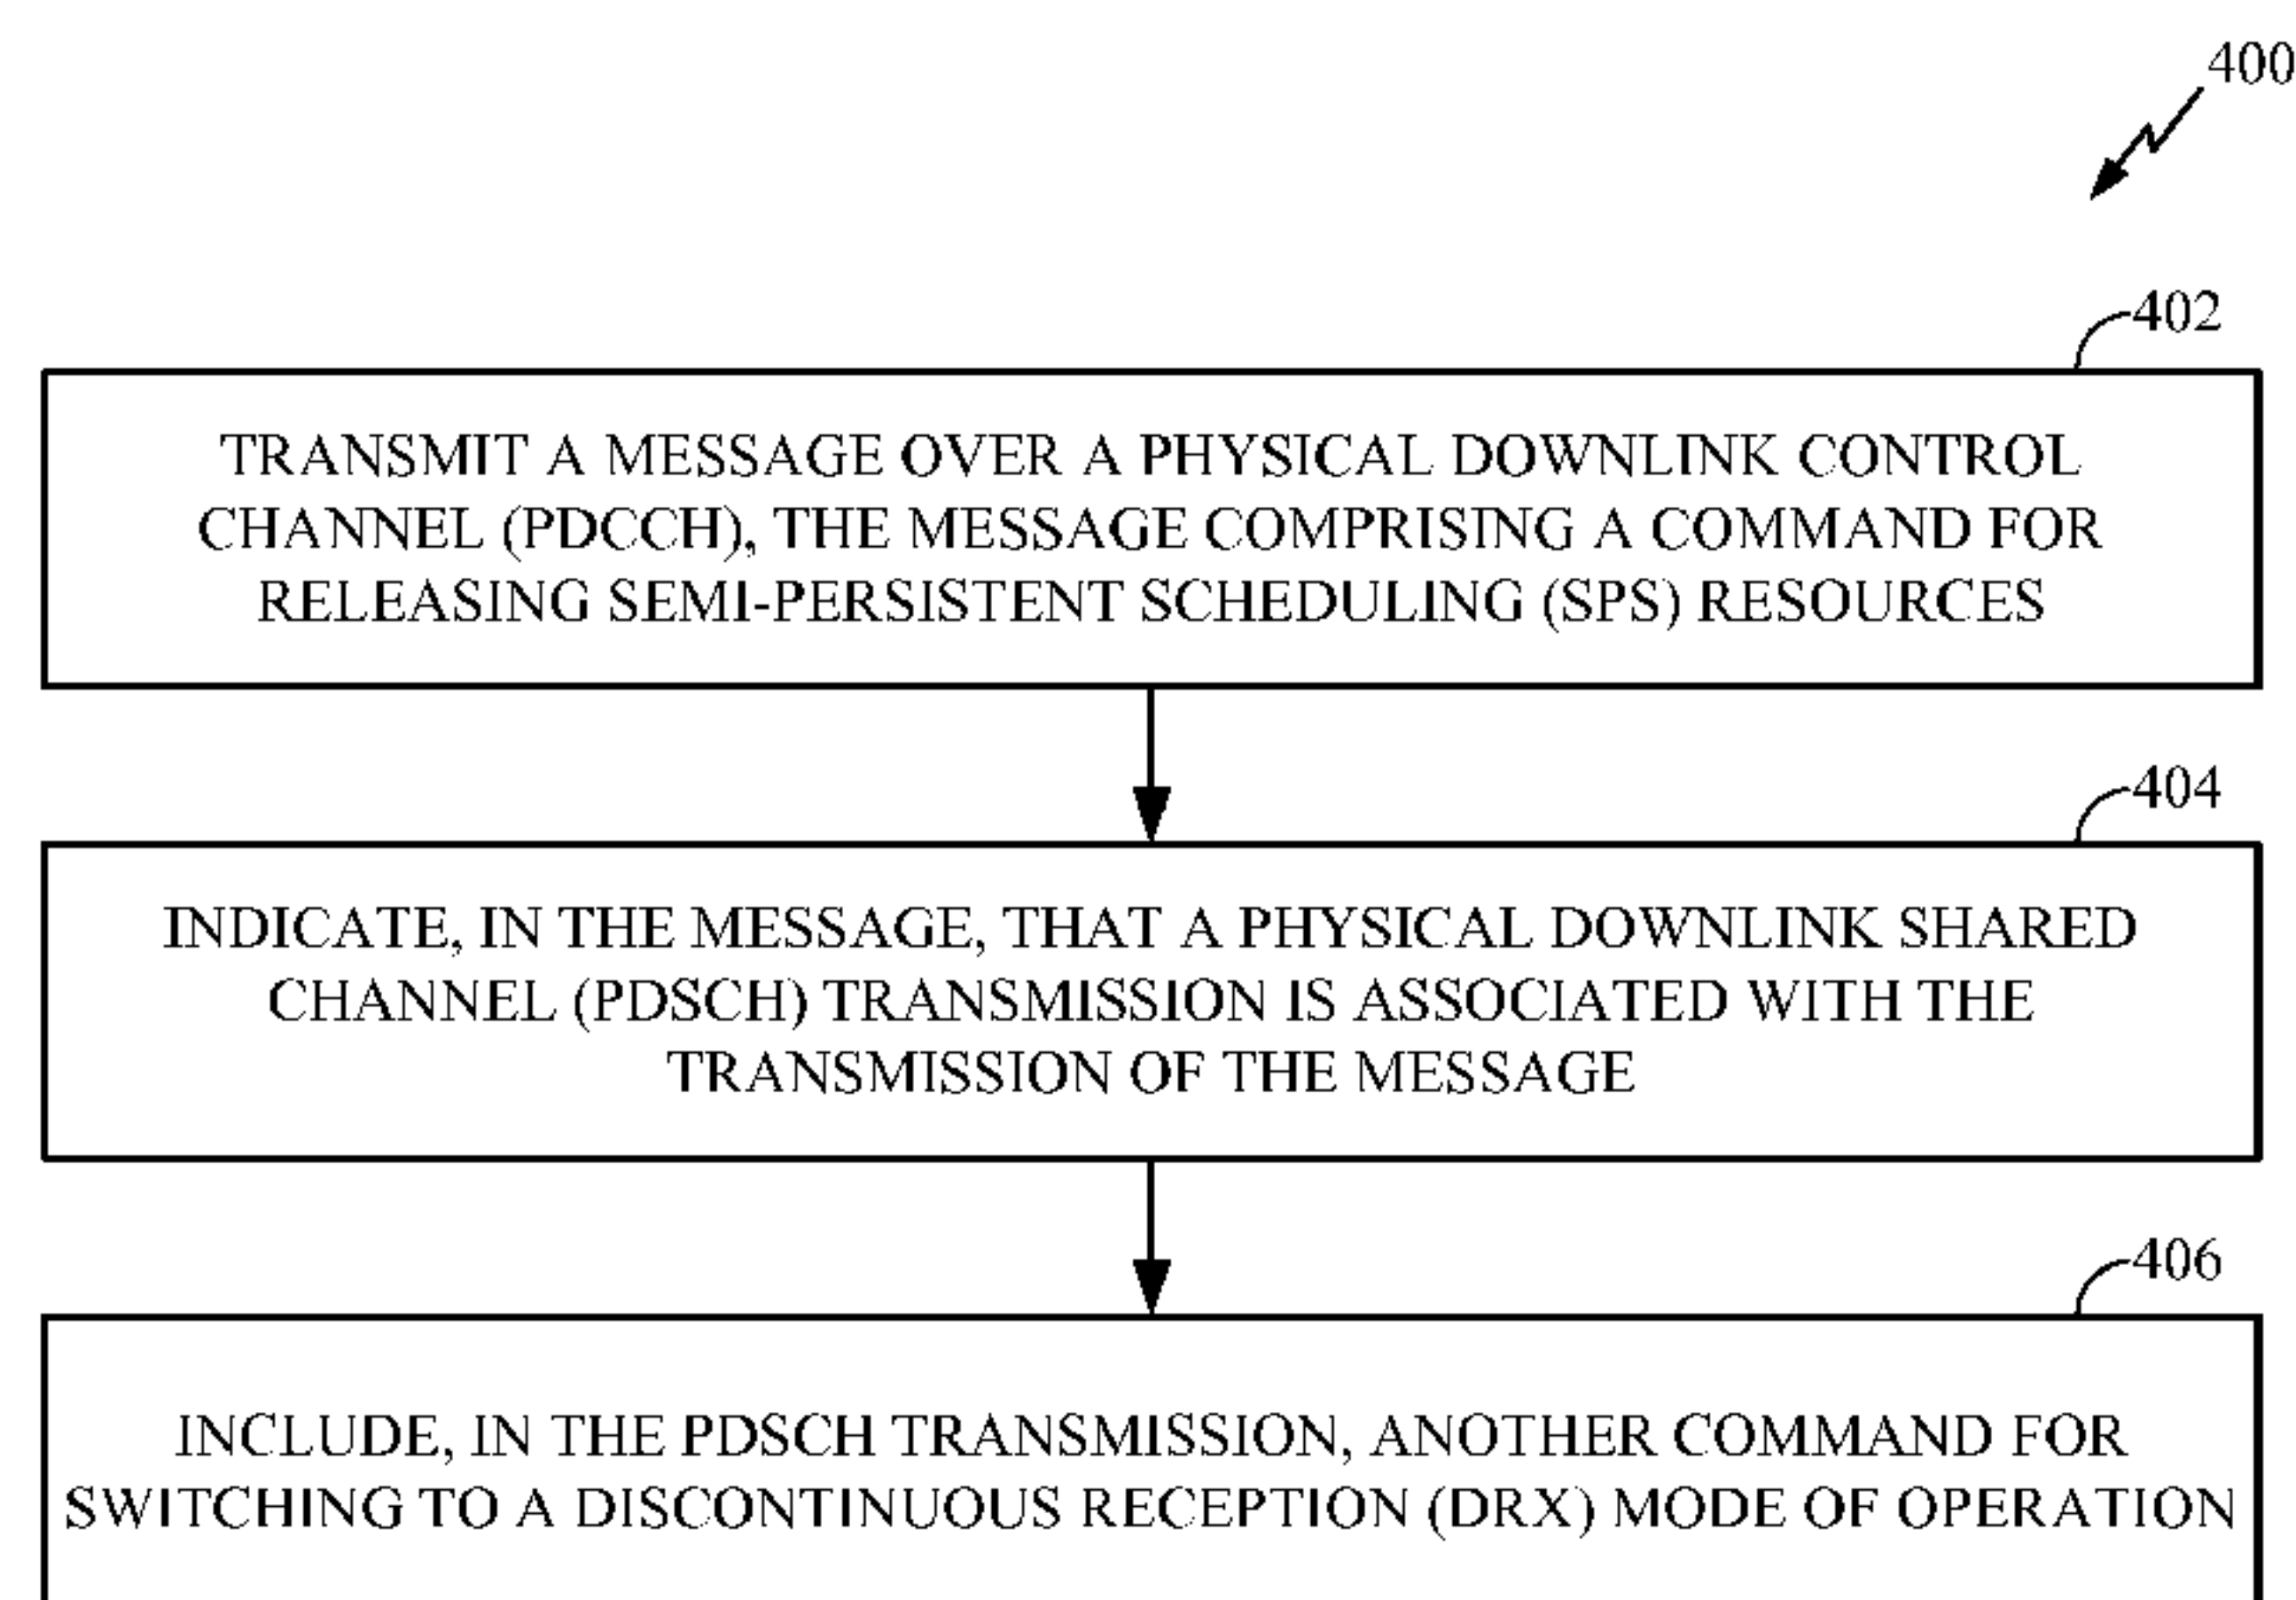 400
402
TRANSMIT A MESSAGE OVER A PHYSICAL DOWNLINK CONTROL
CHANNEL (PDCCH), THE MESSAGE COMPRISING A COMMAND FOR
RELEASING SEMI-PERSISTENT SCHEDULING (SPS) RESOURCES
404
INDICATE, IN THE MESSAGE, THAT A PHYSICAL DOWNLINK SHARED
CHANNEL (PDSCH) TRANSMISSION IS ASSOCIATED WITH THE
TRANSMISSION OF THE MESSAGE
406
INCLUDE, IN THE PDSCH TRANSMISSION, ANOTHER COMMAND FOR
SWITCHING TO A DISCONTINUOUS RECEPTION (DRX) MODE OF OPERATION